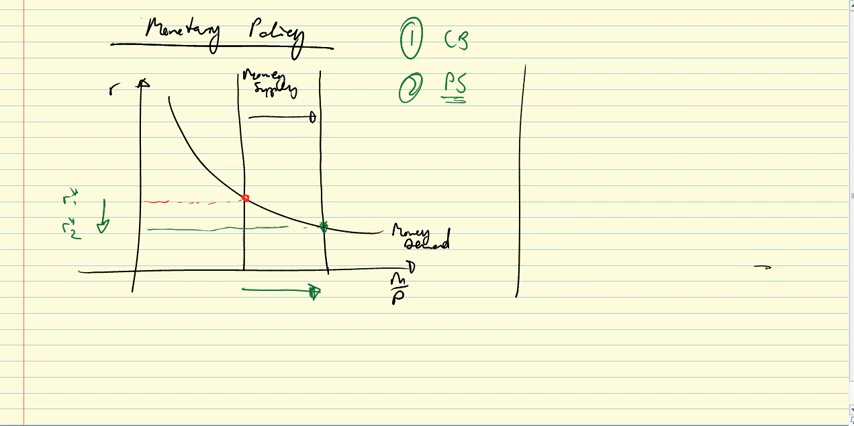 Monetary Policy
① CB
② PS
Money
Supply
r
r₁*
r₂*
Money
Demand
M
P